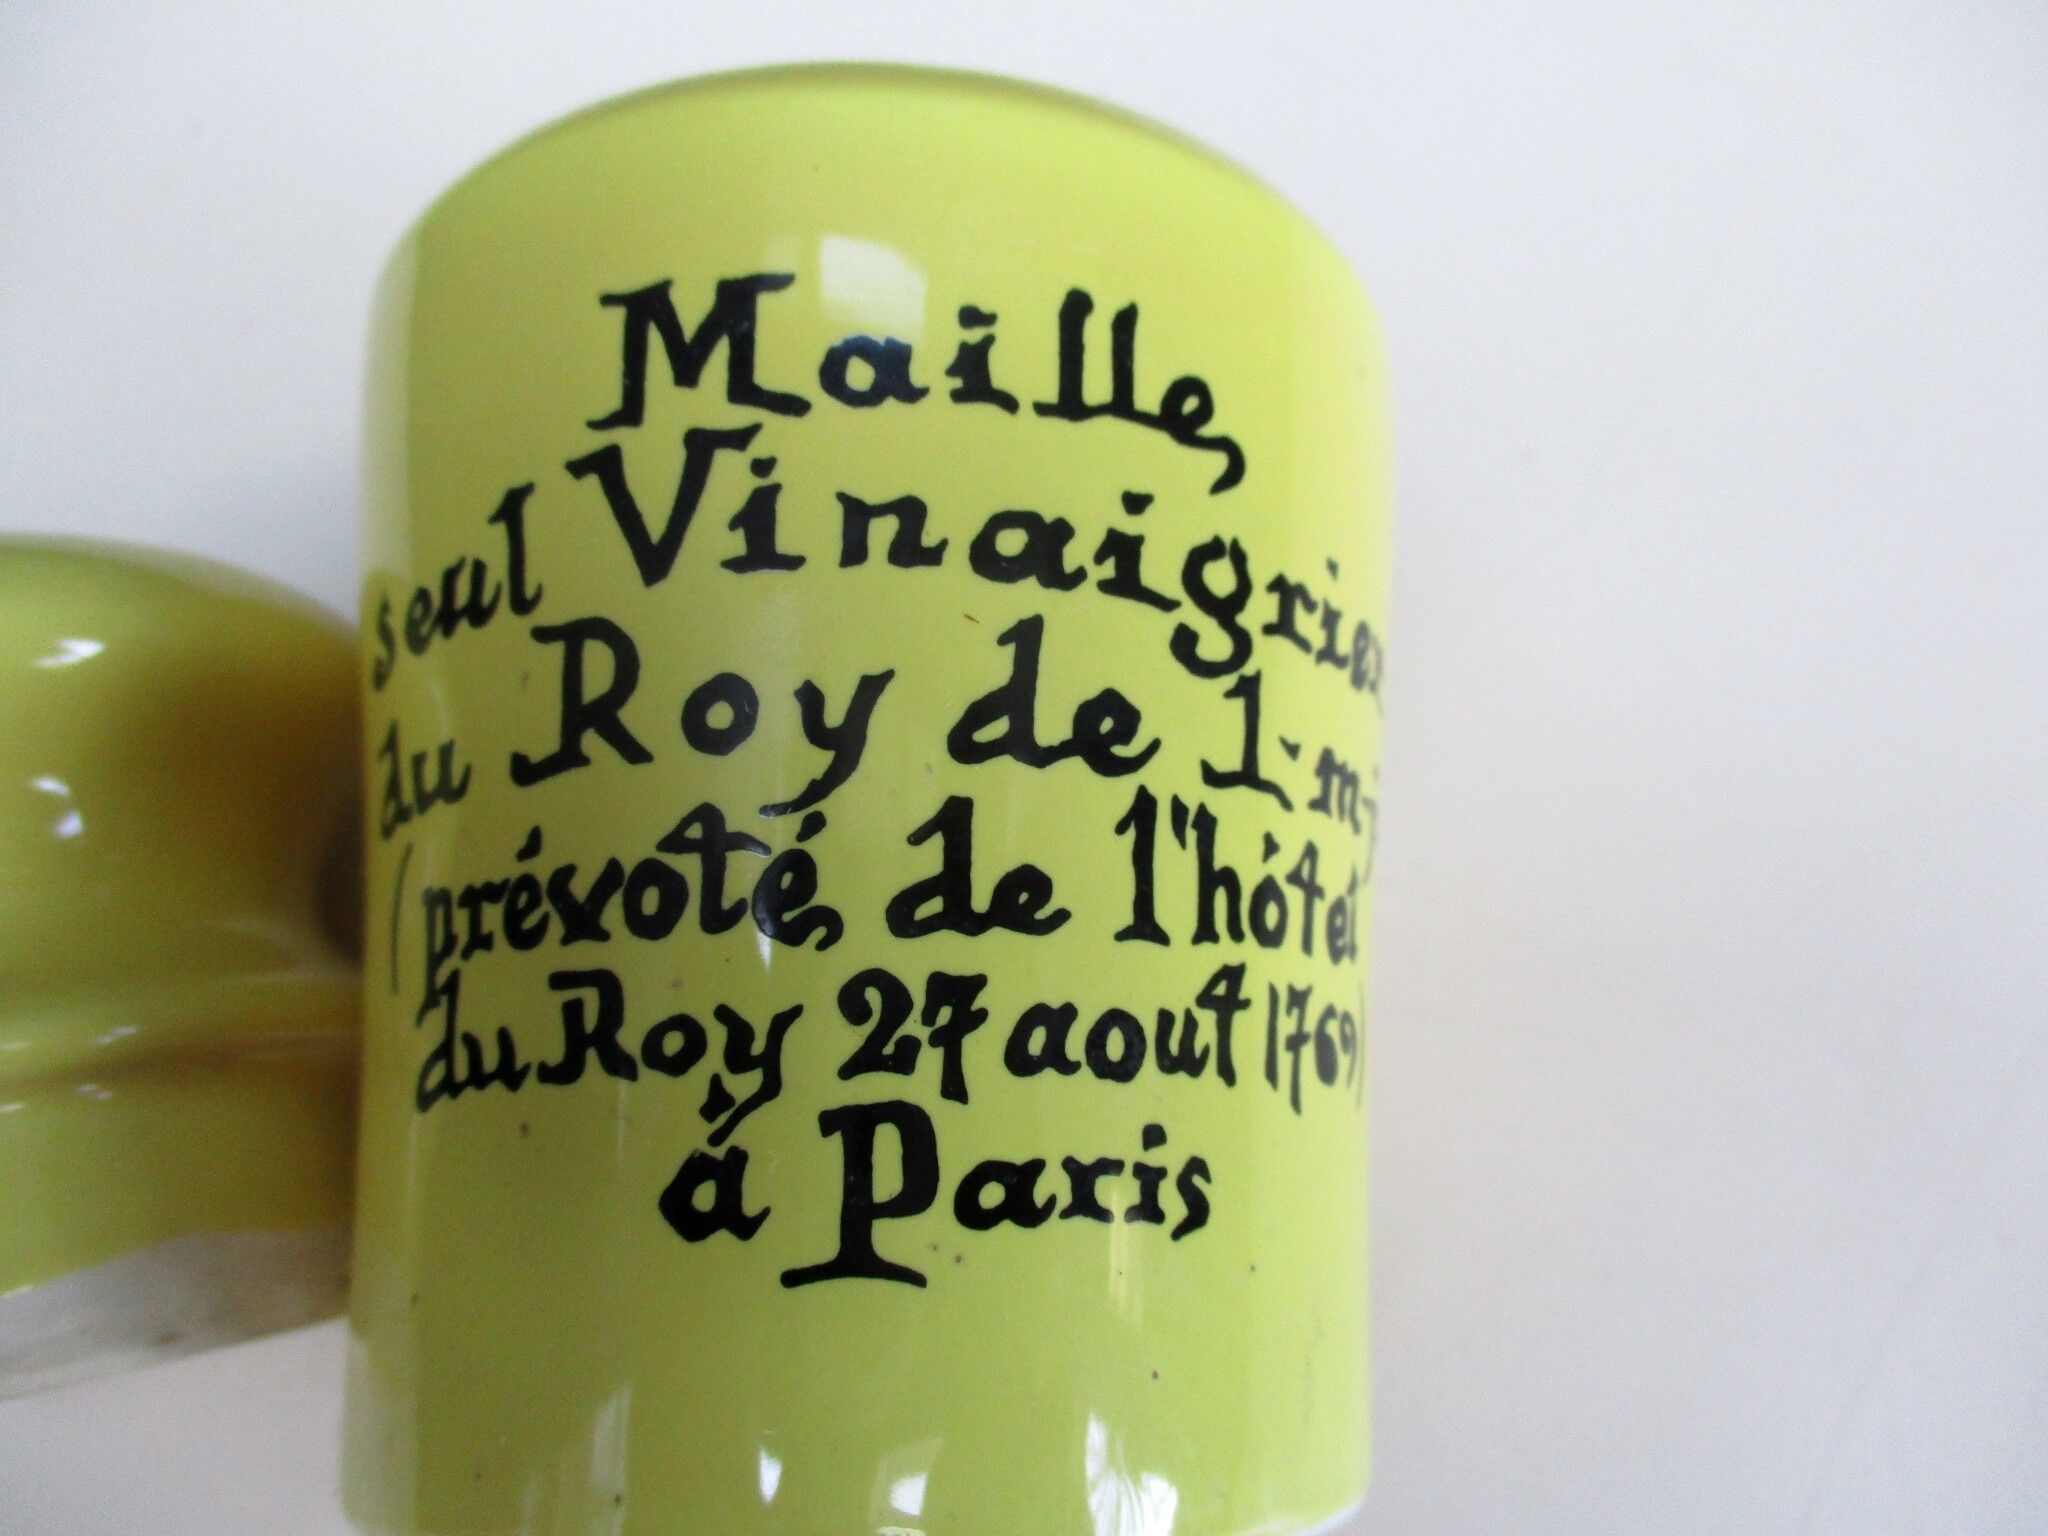 Maille,
seul Vinaigrier
du Roy de
(prévoté de l'hôtel
du Roy 27 aout 1769)
à Paris